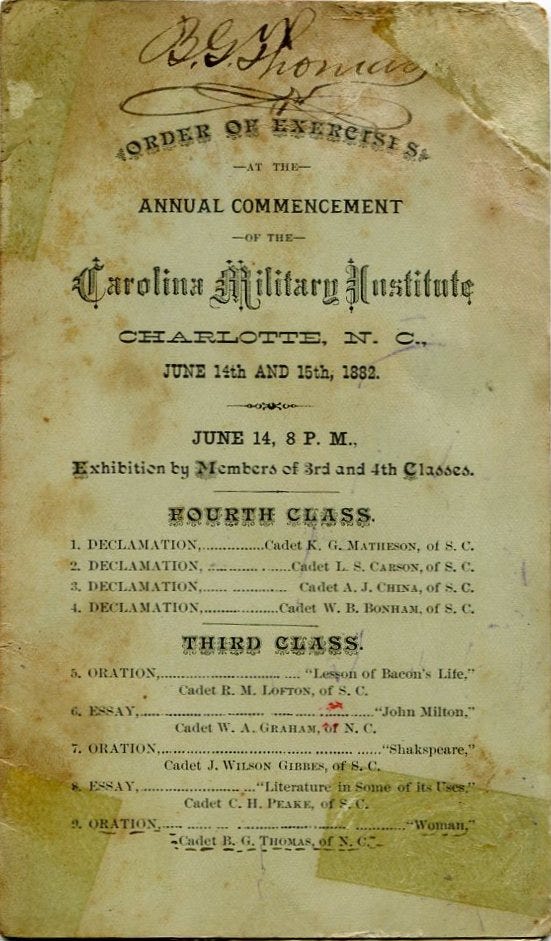 B. G. Thomas
ORDER OF EXERCISES
—AT THE—
ANNUAL COMMENCEMENT
—OF THE—
Carolina Military Institute
CHARLOTTE, N. C.,
JUNE 14th AND 15th, 1882.
JUNE 14, 8 P. M.,
Exhibition by Members of 3rd and 4th Classes.
FOURTH CLASS.
1. DECLAMATION,..............Cadet K. G. MATHESON, of S. C.
2. DECLAMATION, .............Cadet L. S. CARSON, of S. C.
3. DECLAMATION,...... ............ Cadet A. J. CHINA, of S. C.
4. DECLAMATION,.................Cadet W. B. BONHAM, of S. C.
THIRD CLASS.
5. ORATION,.......................... .... "Lesson of Bacon's Life,"
Cadet R. M. LOFTON, of S. C.
6. ESSAY,.................................................."John Milton,"
Cadet W. A. GRAHAM, of N. C.
7. ORATION,............................................."Shakspeare,"
Cadet J. WILSON GIBBES, of S. C.
8. ESSAY, ....................."Literature in Some of its Uses,"
Cadet C. H. PEAKE, of S. C.
9. ORATION,..... .... .. ............................"Woman,"
Cadet B. G. THOMAS, of N. C.